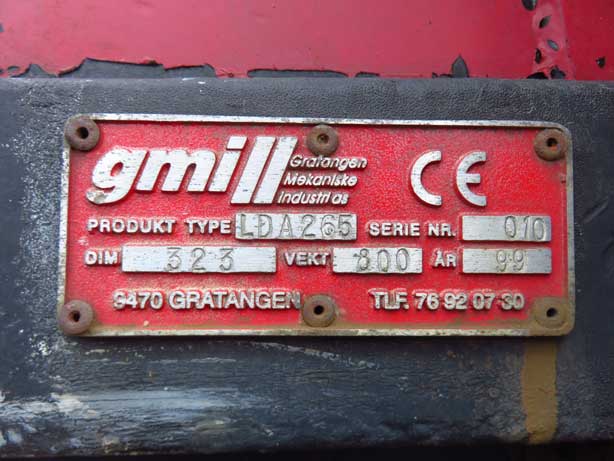 gmill
Gratangen
Mekaniske
Industri as
CE
PRODUKT TYPE LDA265 SERIE NR. 010
DIM 323 VEKT 800 ÅR 99
9470 GRATANGEN TLF. 76 92 07 30